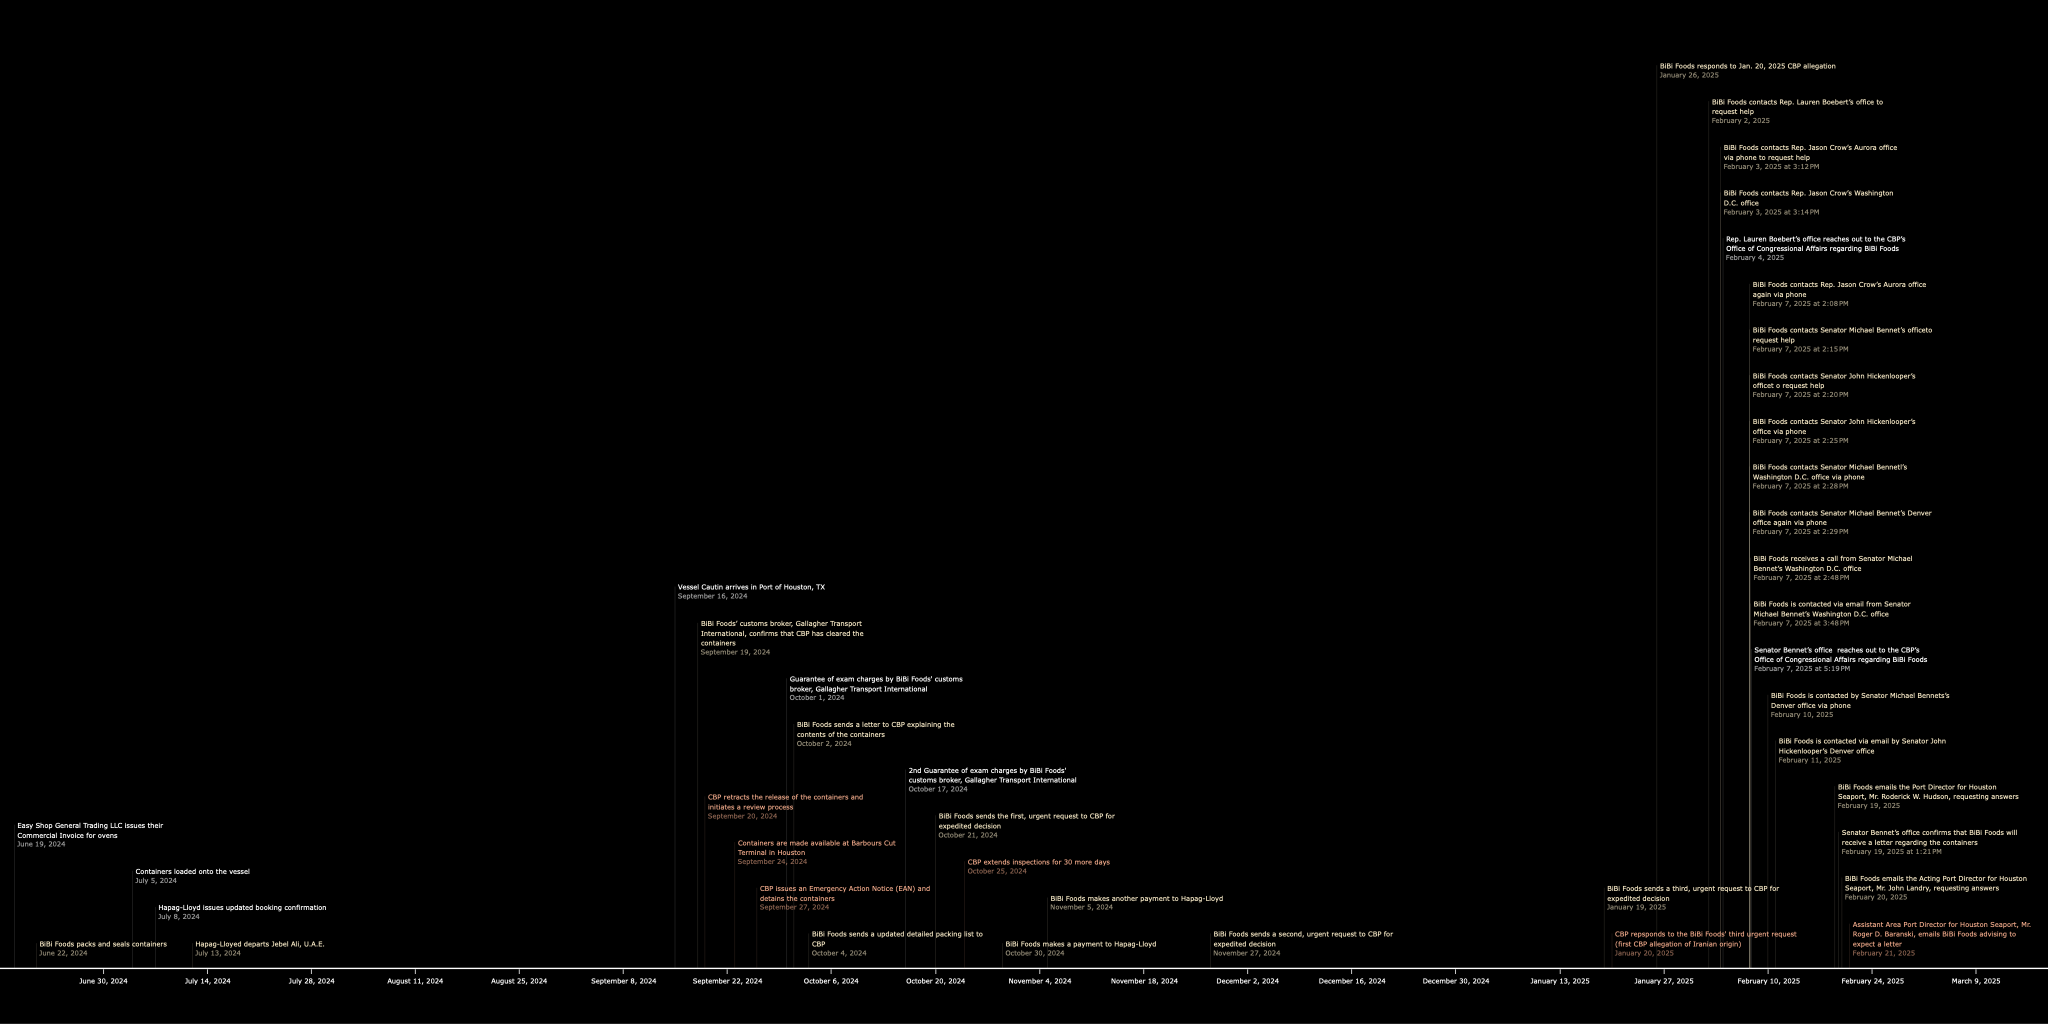 BiBi Foods responds to Jan. 20, 2025 CBP allegation
January 26, 2025
BiBi Foods contacts Rep. Lauren Boebert's office to
request help
February 2, 2025
BiBi Foods contacts Rep. Jason Crow's Aurora office
via phone to request help
February 3, 2025 at 3:12 PM
BiBi Foods contacts Rep. Jason Crow's Washington
D.C. office
February 3, 2025 at 3:14 PM
Rep. Lauren Boebert's office reaches out to the CBP's
Office of Congressional Affairs regarding BiBi Foods
February 4, 2025
BiBi Foods contacts Rep. Jason Crow's Aurora office
again via phone
February 7, 2025 at 2:08 PM
BiBi Foods contacts Senator Michael Bennet's officeto
request help
February 7, 2025 at 2:15 PM
BiBi Foods contacts Senator John Hickenlooper's
officet o request help
February 7, 2025 at 2:20 PM
BiBi Foods contacts Senator John Hickenlooper's
office via phone
February 7, 2025 at 2:25 PM
BiBi Foods contacts Senator Michael Bennetl's
Washington D.C. office via phone
February 7, 2025 at 2:28 PM
BiBi Foods contacts Senator Michael Bennet's Denver
office again via phone
February 7, 2025 at 2:29 PM
BiBi Foods receives a call from Senator Michael
Bennet's Washington D.C. office
February 7, 2025 at 2:48 PM
BiBi Foods is contacted via email from Senator
Michael Bennet's Washington D.C. office
February 7, 2025 at 3:48 PM
Senator Bennet's office  reaches out to the CBP's
Office of Congressional Affairs regarding BiBi Foods
February 7, 2025 at 5:19 PM
BiBi Foods is contacted by Senator Michael Bennets's
Denver office via phone
February 10, 2025
BiBi Foods is contacted via email by Senator John
Hickenlooper's Denver office
February 11, 2025
BiBi Foods emails the Port Director for Houston
Seaport, Mr. Roderick W. Hudson, requesting answers
February 19, 2025
Senator Bennet's office confirms that BiBi Foods will
receive a letter regarding the containers
February 19, 2025 at 1:21 PM
BiBi Foods emails the Acting Port Director for Houston
Seaport, Mr. John Landry, requesting answers
February 20, 2025
Assistant Area Port Director for Houston Seaport, Mr.
Roger D. Baranski, emails BiBi Foods advising to
expect a letter
February 21, 2025
Vessel Cautin arrives in Port of Houston, TX
September 16, 2024
BiBi Foods' customs broker, Gallagher Transport
International, confirms that CBP has cleared the
containers
September 19, 2024
Guarantee of exam charges by BiBi Foods' customs
broker, Gallagher Transport International
October 1, 2024
BiBi Foods sends a letter to CBP explaining the
contents of the containers
October 2, 2024
2nd Guarantee of exam charges by BiBi Foods'
customs broker, Gallagher Transport International
October 17, 2024
CBP retracts the release of the containers and
initiates a review process
September 20, 2024
BiBi Foods sends the first, urgent request to CBP for
expedited decision
October 21, 2024
Containers are made available at Barbours Cut
Terminal in Houston
September 24, 2024
CBP extends inspections for 30 more days
October 25, 2024
CBP issues an Emergency Action Notice (EAN) and
detains the containers
September 27, 2024
BiBi Foods makes another payment to Hapag-Lloyd
November 5, 2024
BiBi Foods sends a updated detailed packing list to
CBP
October 4, 2024
BiBi Foods makes a payment to Hapag-Lloyd
October 30, 2024
BiBi Foods sends a second, urgent request to CBP for
expedited decision
November 27, 2024
BiBi Foods sends a third, urgent request to CBP for
expedited decision
January 19, 2025
CBP repsponds to the BiBi Foods' third urgent request
(first CBP allegation of Iranian origin)
January 20, 2025
Easy Shop General Trading LLC issues their
Commercial Invoice for ovens
June 19, 2024
Containers loaded onto the vessel
July 5, 2024
Hapag-Lloyd issues updated booking confirmation
July 8, 2024
BiBi Foods packs and seals containers
June 22, 2024
Hapag-Lloyed departs Jebel Ali, U.A.E.
July 13, 2024
June 30, 2024
July 14, 2024
July 28, 2024
August 11, 2024
August 25, 2024
September 8, 2024
September 22, 2024
October 6, 2024
October 20, 2024
November 4, 2024
November 18, 2024
December 2, 2024
December 16, 2024
December 30, 2024
January 13, 2025
January 27, 2025
February 10, 2025
February 24, 2025
March 9, 2025